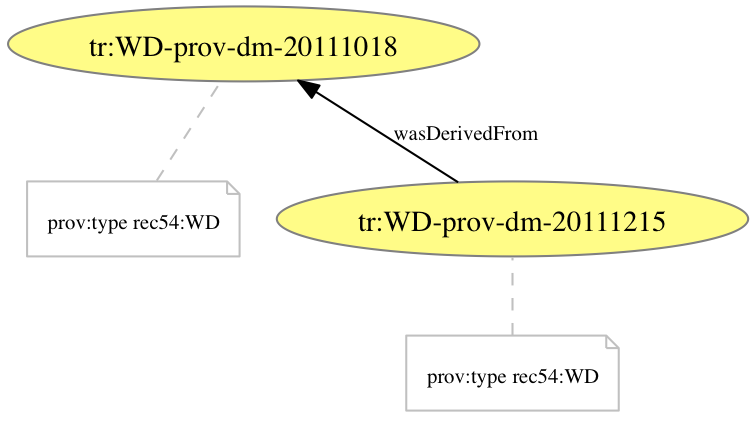 tr:WD-prov-dm-20111018
wasDerivedFrom
prov:type rec54:WD
tr:WD-prov-dm-20111215
prov:type rec54:WD